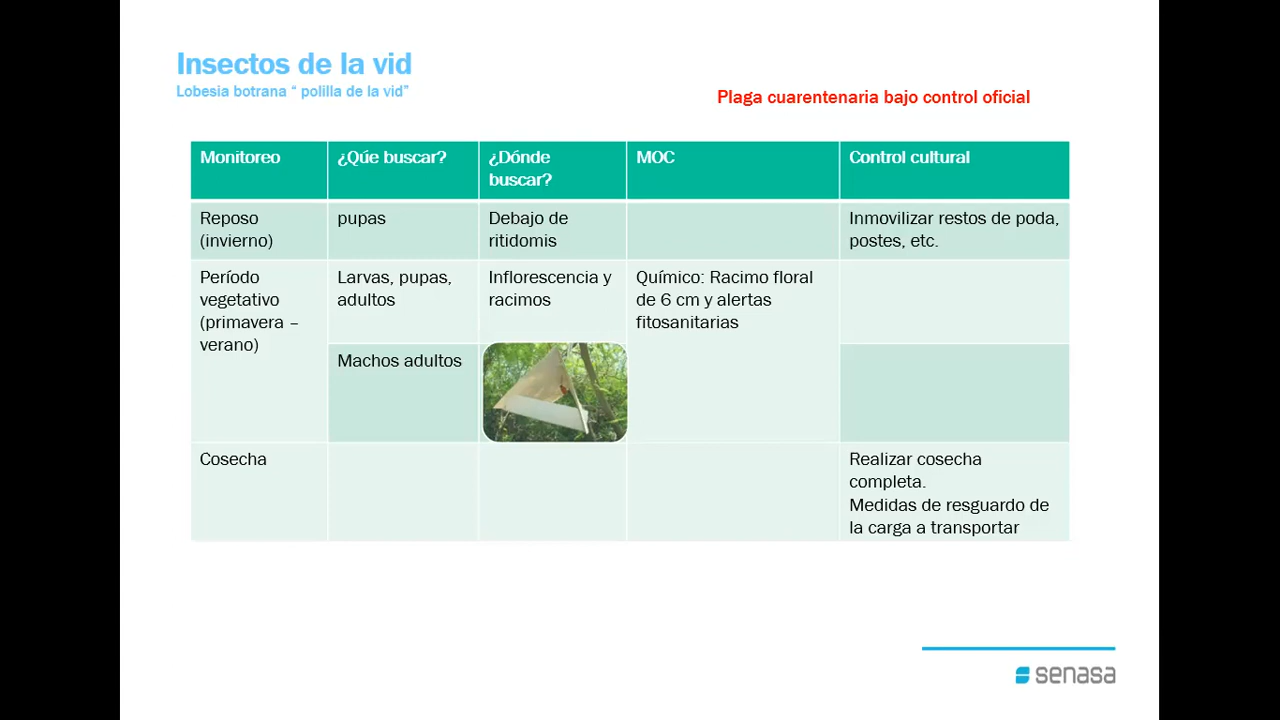 Insectos de la vid
Lobesia botrana “ polilla de la vid”
Plaga cuarentenaria bajo control oficial
Monitoreo
¿Qúe buscar?
¿Dónde
buscar?
MOC
Control cultural
Reposo
(invierno)
pupas
Debajo de
ritidomis
Inmovilizar restos de poda,
postes, etc.
Período
vegetativo
(primavera –
verano)
Larvas, pupas,
adultos
Inflorescencia y
racimos
Químico: Racimo floral
de 6 cm y alertas
fitosanitarias
Machos adultos
Cosecha
Realizar cosecha
completa.
Medidas de resguardo de
la carga a transportar
senasa